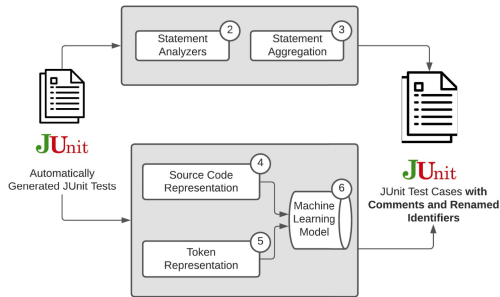 2
Statement
Analyzers
3
Statement
Aggregation
JUnit
Automatically
Generated JUnit Tests
4
Source Code
Representation
5
Token
Representation
6
Machine
Learning
Model
JUnit
JUnit Test Cases with
Comments and Renamed
Identifiers